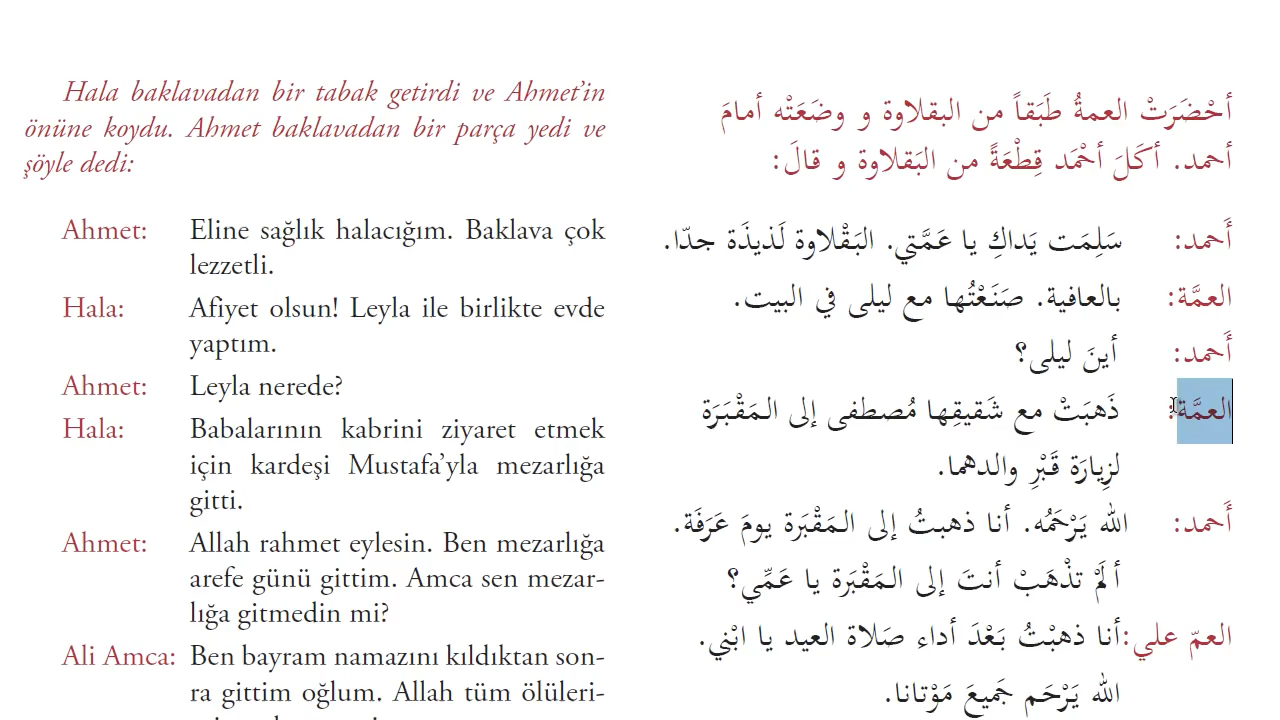 Hala baklavadan bir tabak getirdi ve Ahmet'in
önüne koydu. Ahmet baklavadan bir parça yedi ve
şöyle dedi:
Ahmet: Eline sağlık halacığım. Baklava çok
lezzetli.
Hala: Afiyet olsun! Leyla ile birlikte evde
yaptım.
Ahmet: Leyla nerede?
Hala: Babalarının kabrini ziyaret etmek
için kardeşi Mustafa'yla mezarlığa
gitti.
Ahmet: Allah rahmet eylesin. Ben mezarlığa
arefe günü gittim. Amca sen mezar-
lığa gitmedin mi?
Ali Amca: Ben bayram namazını kıldıktan son-
ra gittim oğlum. Allah tüm ölüleri-
أحْضَرَتْ العمةُ طَبَقاً من البقلاوة و وضَعَتْه أمامَ
أحمد. أكَلَ أحْمَد قِطْعَةً من البَقلاوة و قالَ:
أَحمد: سَلِمَت يَداكِ يا عَمَّتي. البَقْلاوة لَذيذَة جدّا.
العمَّة: بالعافية. صَنَعْتُها مع ليلى في البيت.
أَحمد: أينَ ليلى؟
العمَّة: ذَهبَتْ مع شَقيقِها مُصطفى إلى المَقْبَرَة
لزِيارَة قَبْرِ والدهما.
أَحمد: الله يَرْحَمُه. أنا ذهبتُ إلى المَقْبَرة يومَ عَرَفَة.
ألَمْ تذْهَبْ أنتَ إلى المَقْبَرة يا عَمِّي؟
العمّ علي: أنا ذهبْتُ بَعْدَ أداء صَلاة العيد يا ابْني.
الله يَرْحَم جَميعَ مَوْتانا.